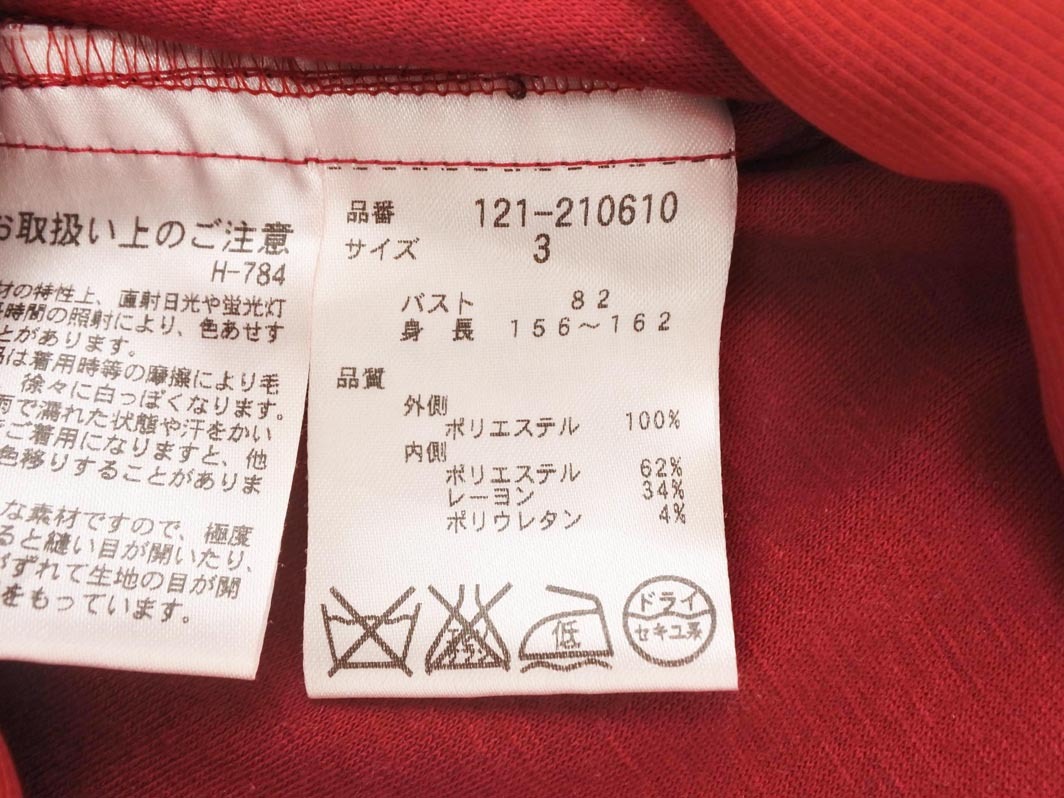 お取扱い上のご注意
H-784
材の特性上、直射日光や蛍光灯
長時間の照射により、色あせす
とがあります。
品は着用時等の摩擦により毛
徐々に白っぽくなります。
雨で濡れた状態や汗をかい
ご着用になりますと、他
色移りすることがありま
な素材ですので、極度
ると縫い目が開いたり、
がずれて生地の目が開
をもっています。
品番 121-210610
サイズ 3
バスト 82
身長 156～162
品質
外側
ポリエステル 100%
内側
ポリエステル 62%
レーヨン 34%
ポリウレタン 4%
エンソ サラシ
低
ドライ
セキユ系